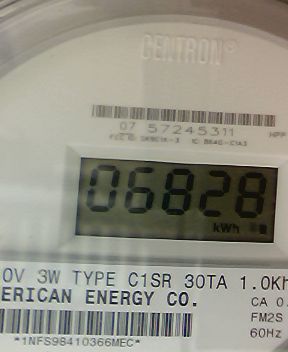 CENTRON®
07 57245311 HPP
06828
kWh
0V 3W TYPE C1SR 30TA 1.0Kh
ERICAN ENERGY CO.
CA 0.
FM2S
60Hz
*1NFS98410366MEC*